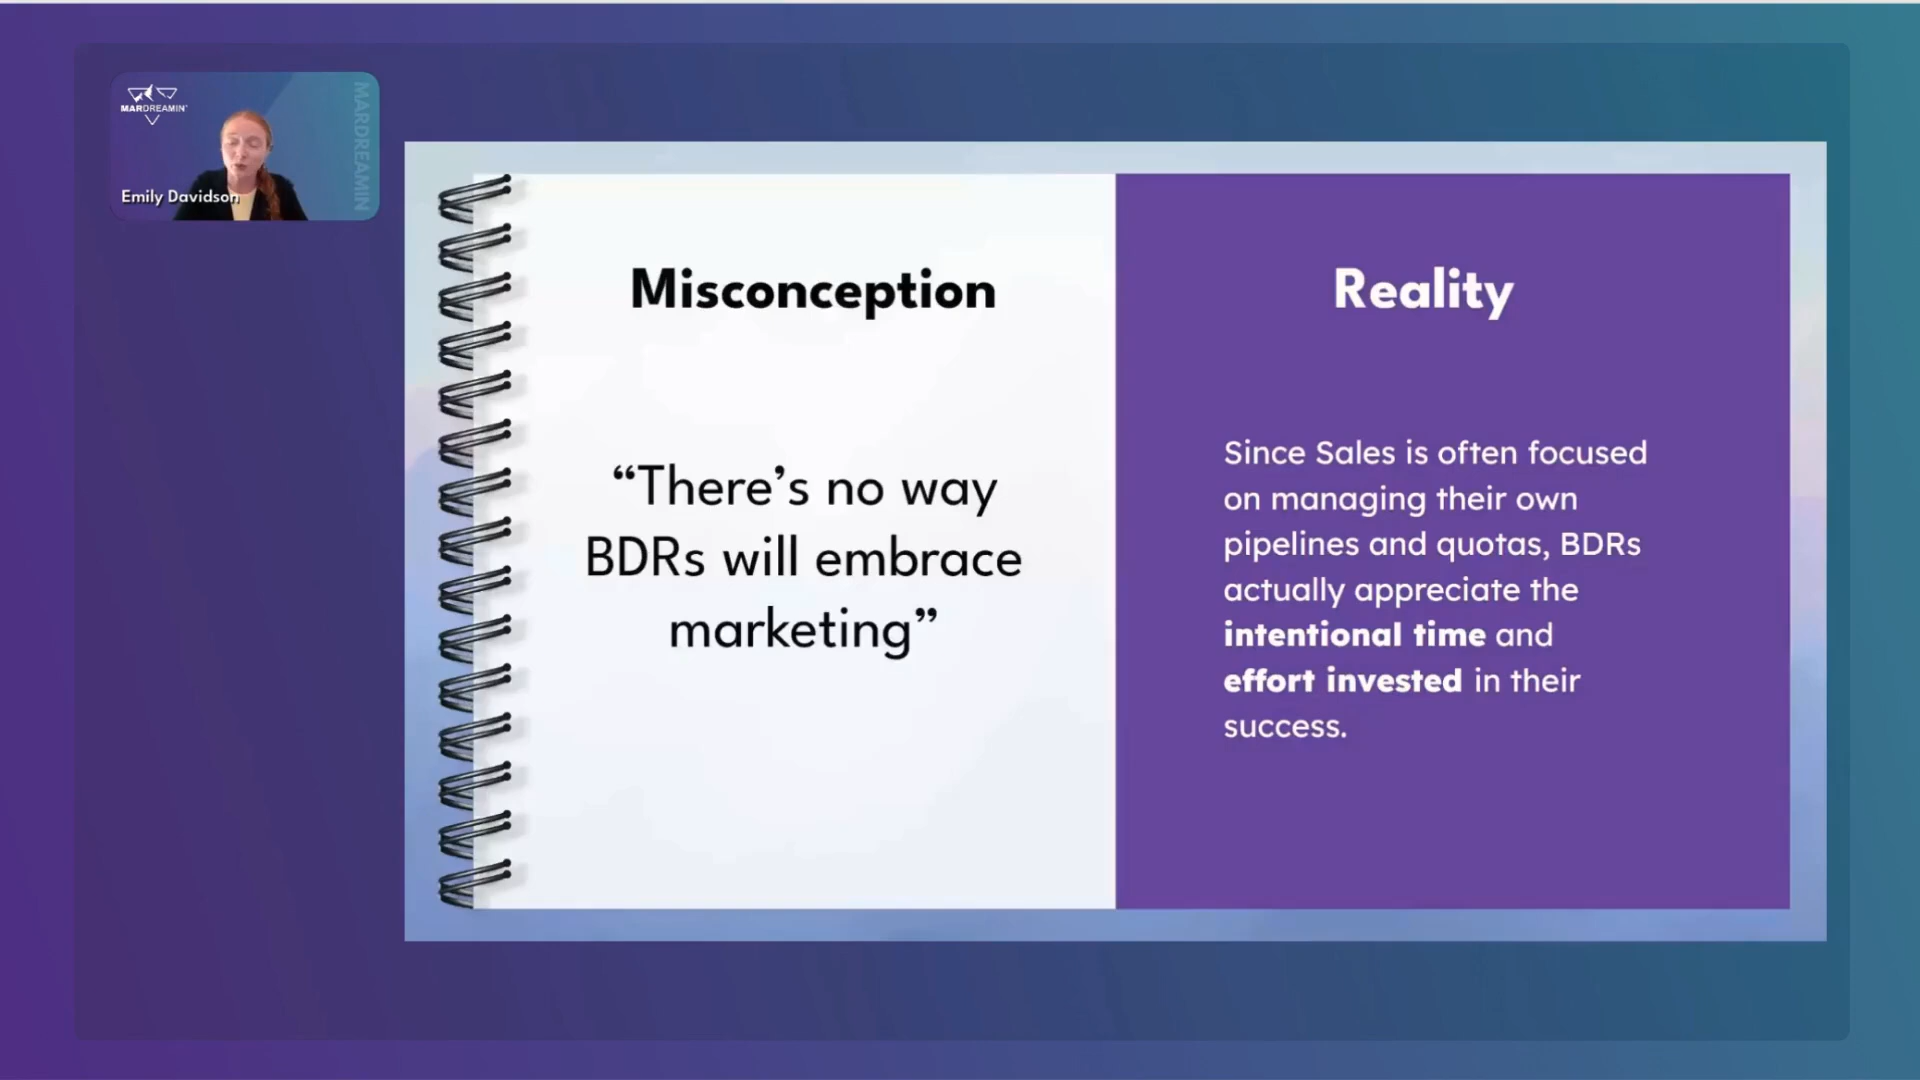 MARDREAMIN'
MARDREAMIN
Emily Davidson
Misconception
“There’s no way
BDRs will embrace
marketing”
Reality
Since Sales is often focused
on managing their own
pipelines and quotas, BDRs
actually appreciate the
intentional time and
effort invested in their
success.